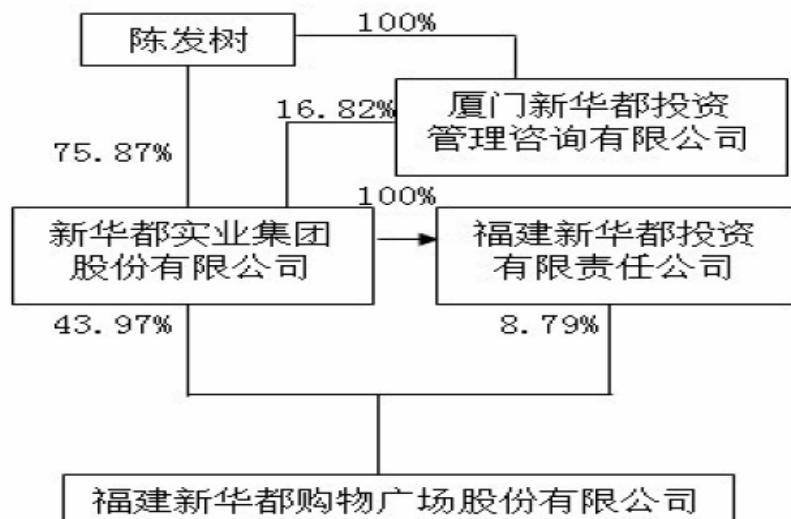 陈发树
100%
16.82%
厦门新华都投资
管理咨询有限公司
75.87%
100%
新华都实业集团
股份有限公司
福建新华都投资
有限责任公司
43.97%
8.79%
福建新华都购物广场股份有限公司